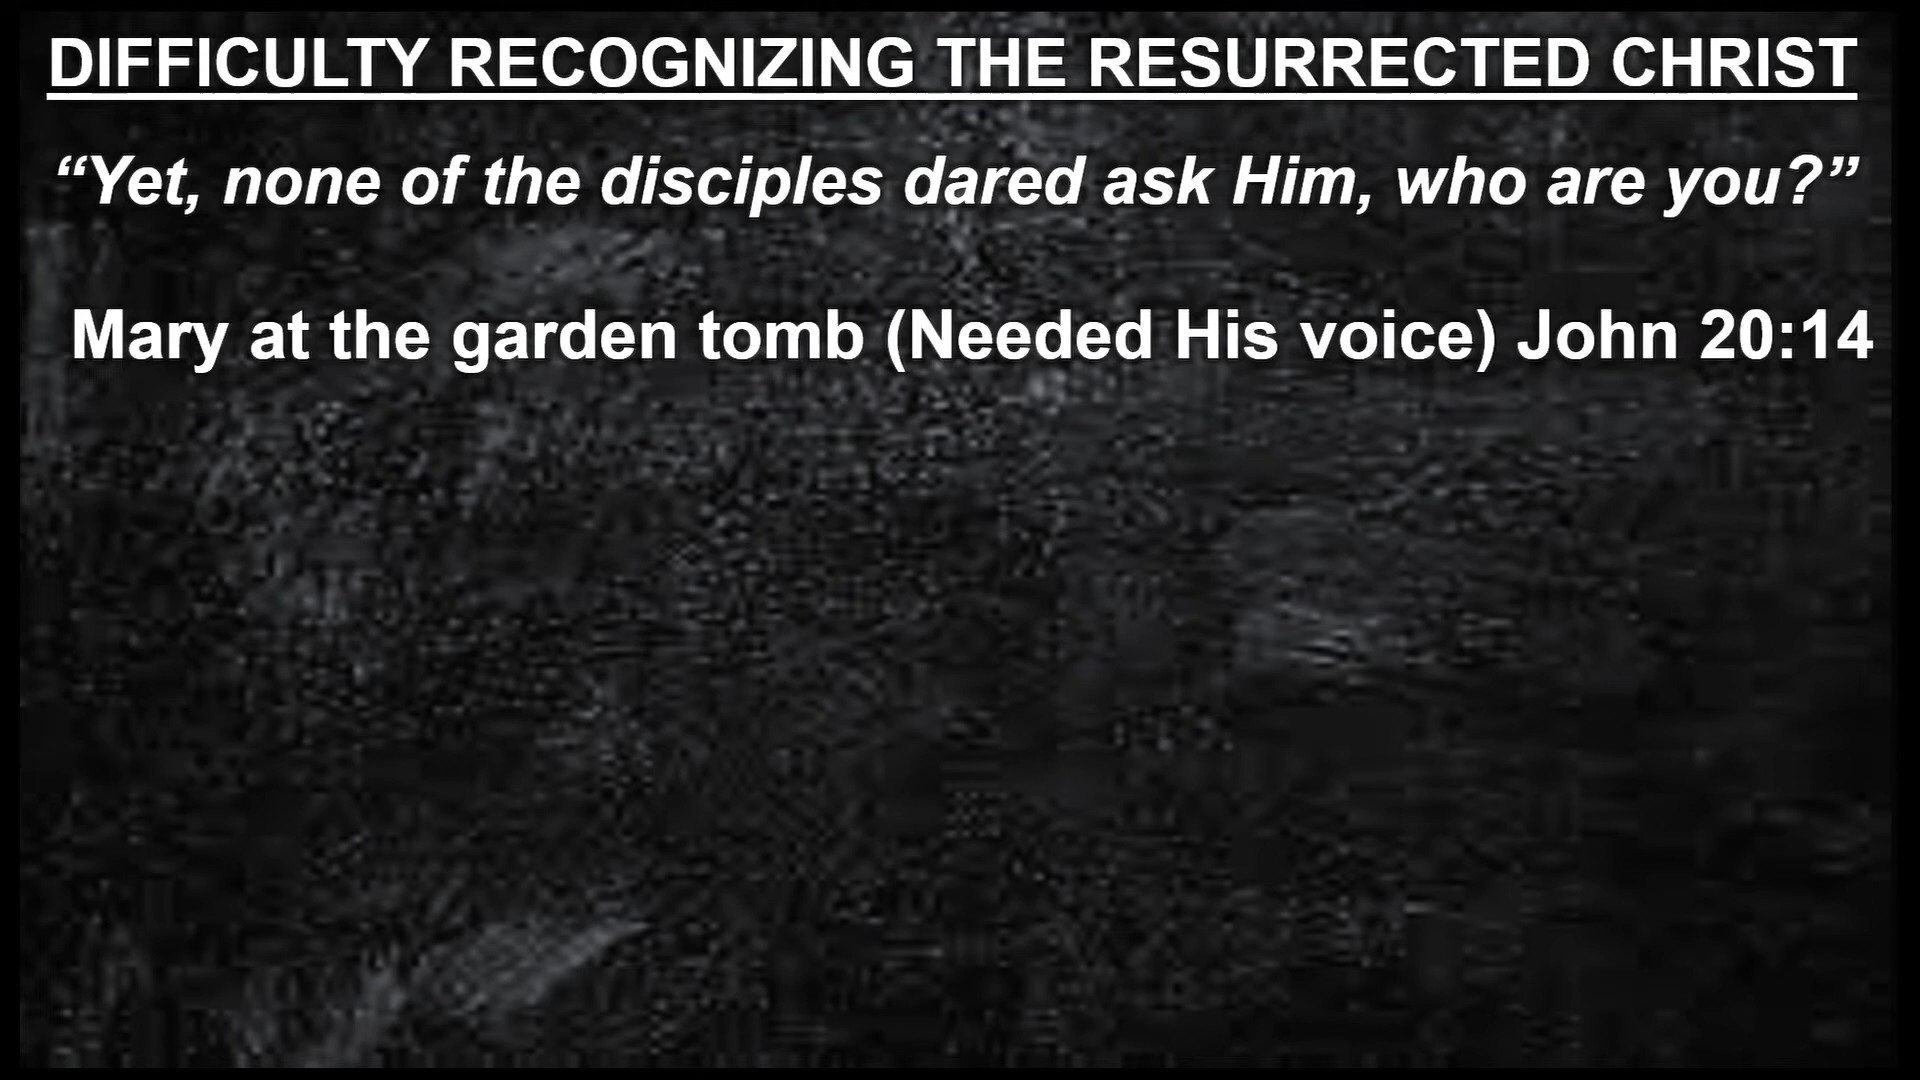 DIFFICULTY RECOGNIZING THE RESURRECTED CHRIST
“Yet, none of the disciples dared ask Him, who are you?”
Mary at the garden tomb (Needed His voice) John 20:14